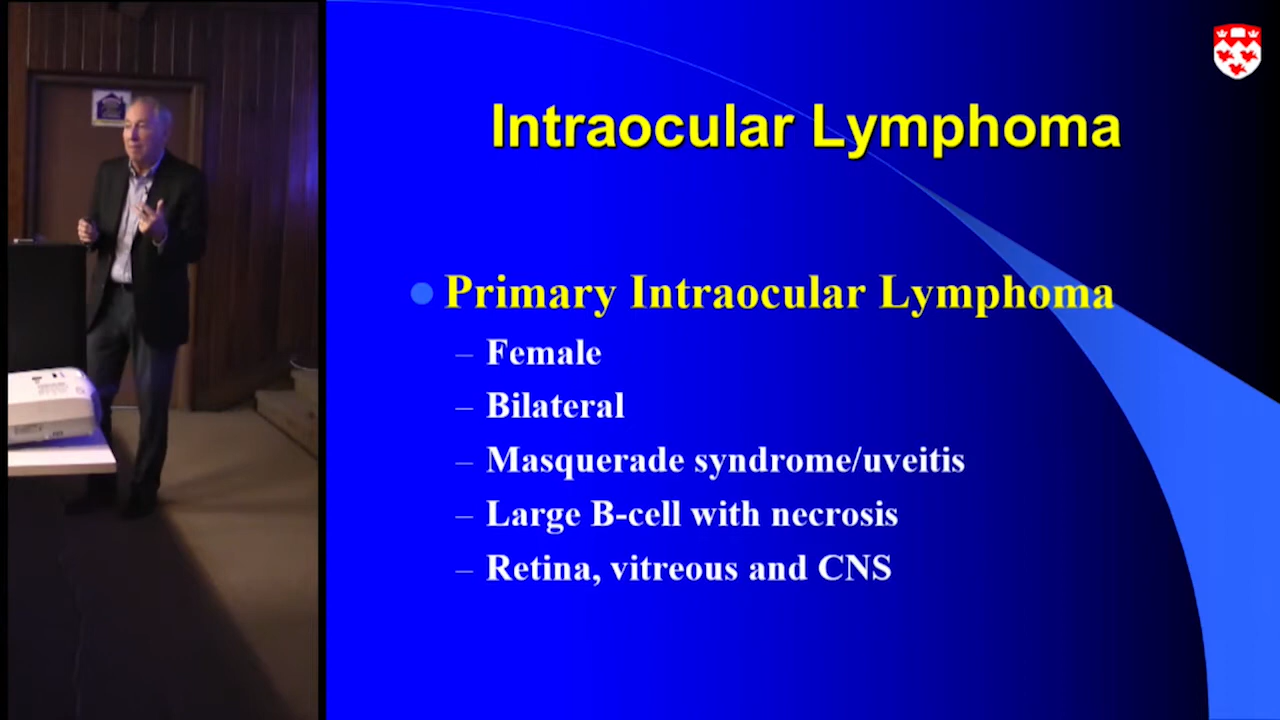 Intraocular Lymphoma
Primary Intraocular Lymphoma
– Female
– Bilateral
– Masquerade syndrome/uveitis
– Large B-cell with necrosis
– Retina, vitreous and CNS